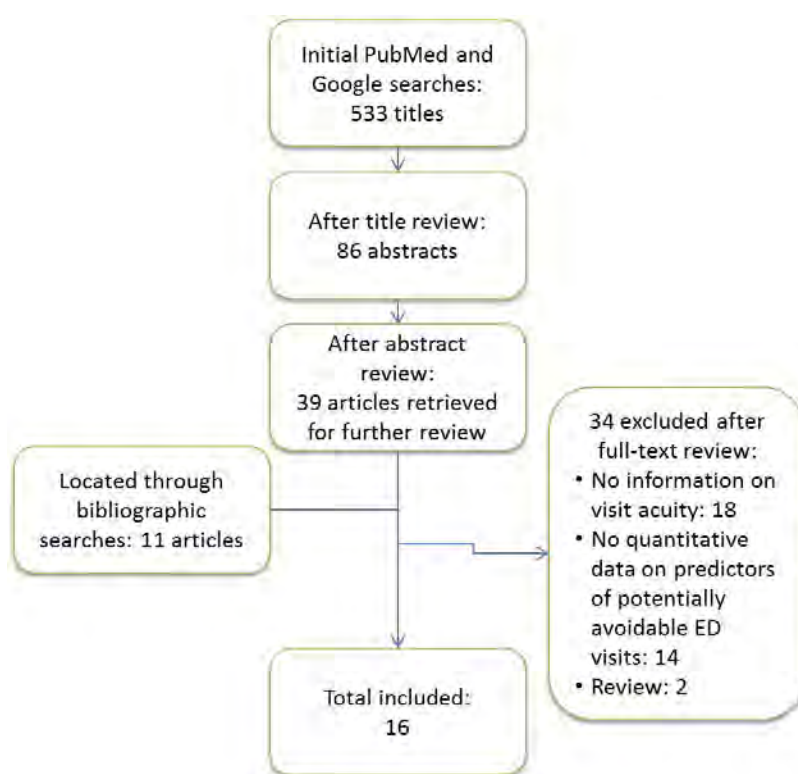 Initial PubMed and
Google searches:
533 titles
After title review:
86 abstracts
After abstract
review:
39 articles retrieved
for further review
Located through
bibliographic
searches: 11 articles
34 excluded after
full-text review:
• No information on
visit acuity: 18
• No quantitative
data on predictors
of potentially
avoidable ED
visits: 14
• Review: 2
Total included:
16